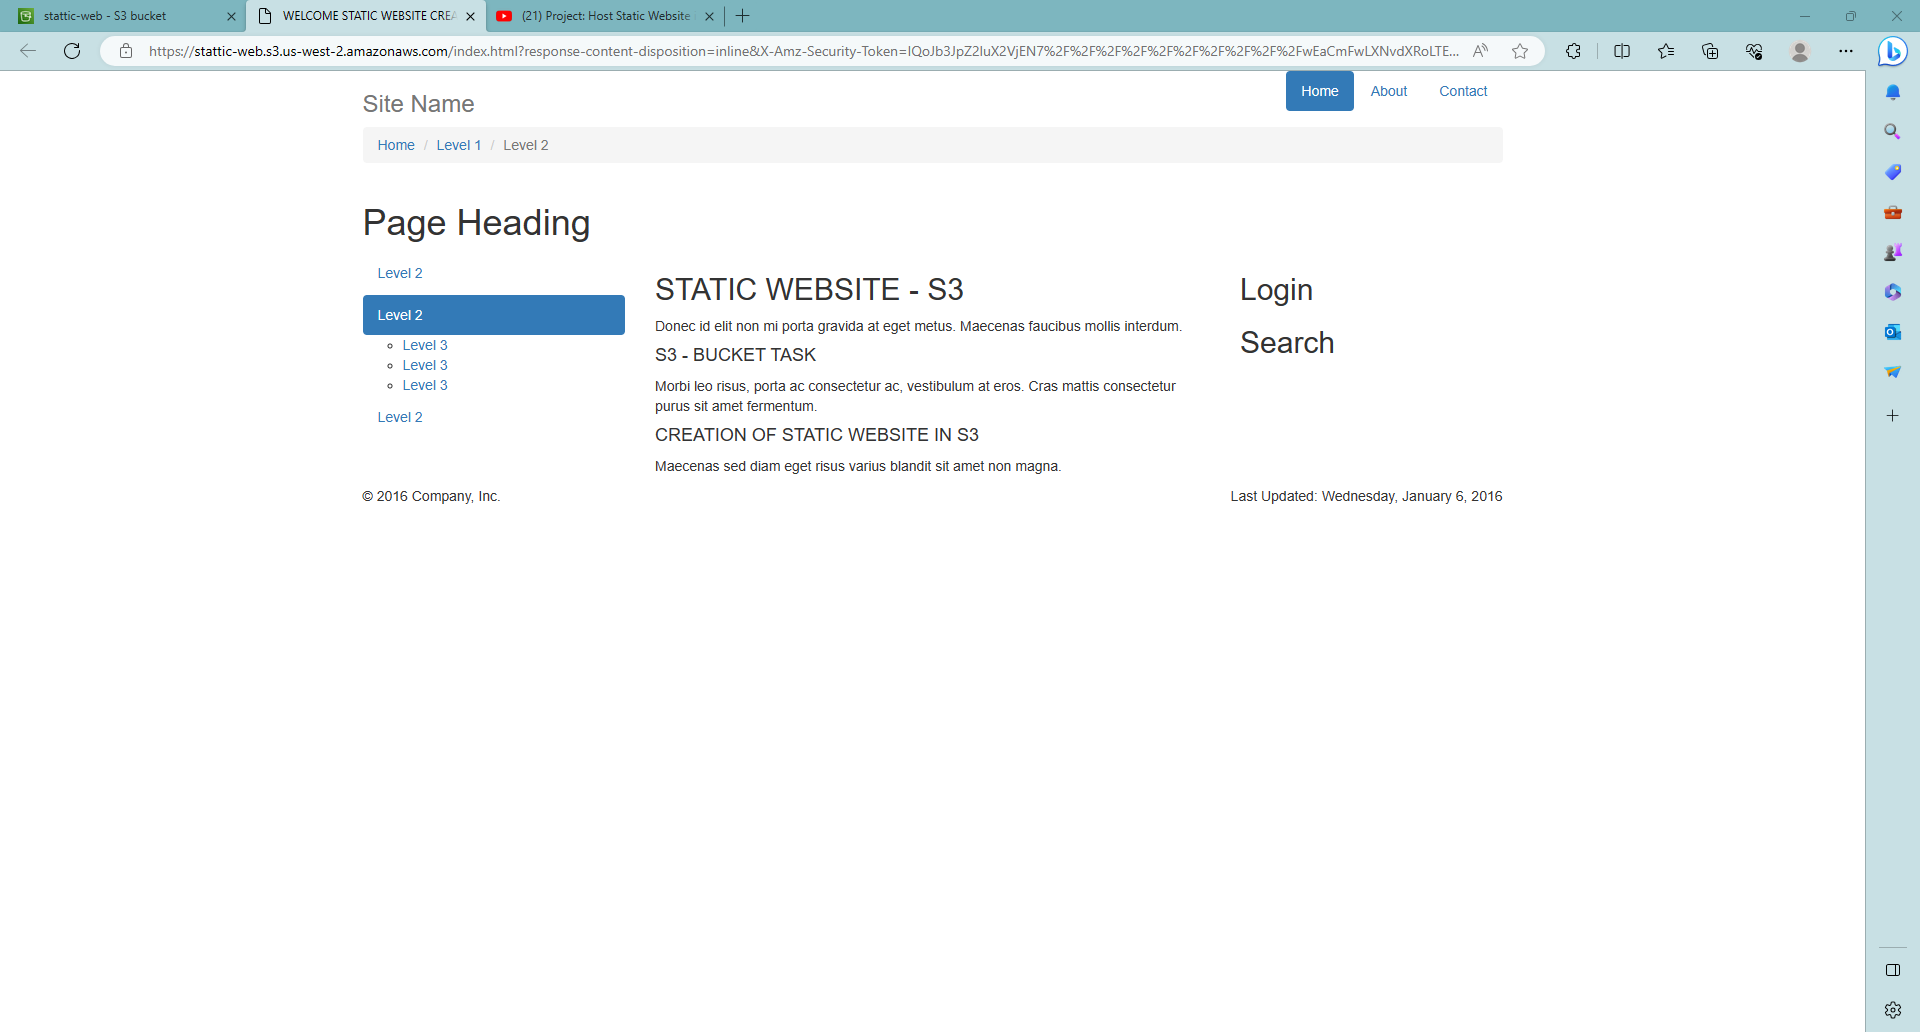 stattic-web - S3 bucket
WELCOME STATIC WEBSITE CREA
(21) Project: Host Static Website
https://stattic-web.s3.us-west-2.amazonaws.com/index.html?response-content-disposition=inline&X-Amz-Security-Token=IQoJb3JpZ2luX2VjEN7%2F%2F%2F%2F%2F%2F%2F%2F%2F%2FwEaCmFwLXNvdXRoLTE...
Site Name
Home
About
Contact
Home / Level 1 / Level 2
Page Heading
Level 2
Level 2
Level 3
Level 3
Level 3
Level 2
STATIC WEBSITE - S3
Donec id elit non mi porta gravida at eget metus. Maecenas faucibus mollis interdum.
S3 - BUCKET TASK
Morbi leo risus, porta ac consectetur ac, vestibulum at eros. Cras mattis consectetur
purus sit amet fermentum.
CREATION OF STATIC WEBSITE IN S3
Maecenas sed diam eget risus varius blandit sit amet non magna.
Login
Search
© 2016 Company, Inc.
Last Updated: Wednesday, January 6, 2016